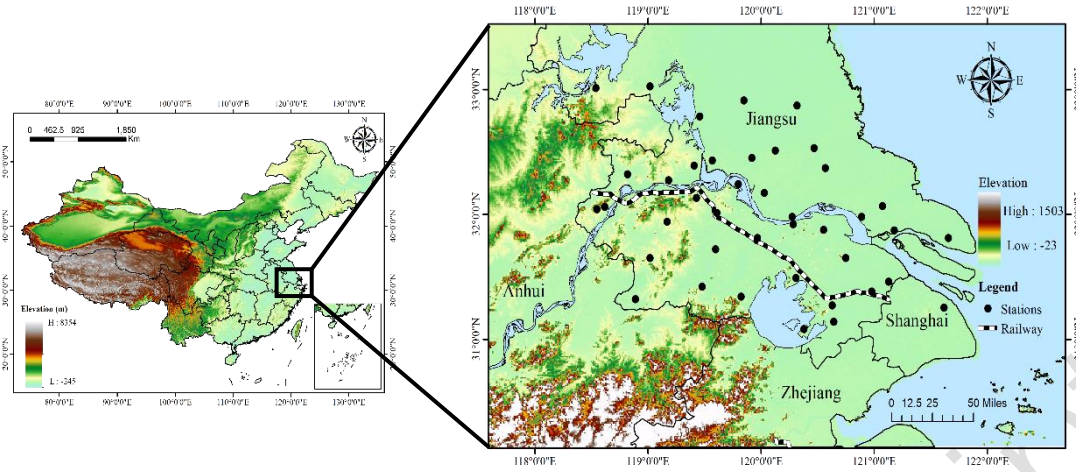 80°0'0"E 90°0'0"E 100°0'0"E 110°0'0"E 120°0'0"E 130°0'0"E
0 462.5 925 1,850
Km
N
S
50°0'0"N
40°0'0"N
30°0'0"N
20°0'0"N
Elevation (m)
H : 8354
L : -245
80°0'0"E 90°0'0"E 100°0'0"E 110°0'0"E 120°0'0"E 130°0'0"E
118°0'0"E 119°0'0"E 120°0'0"E 121°0'0"E 122°0'0"E
33°0'0"N
32°0'0"N
31°0'0"N
N
W E
S
Jiangsu
Anhui
Shanghai
Zhejiang
Elevation
High : 1503
Low : -23
Legend
Stations
Railway
0 12.5 25 50 Miles
118°0'0"E 119°0'0"E 120°0'0"E 121°0'0"E 122°0'0"E